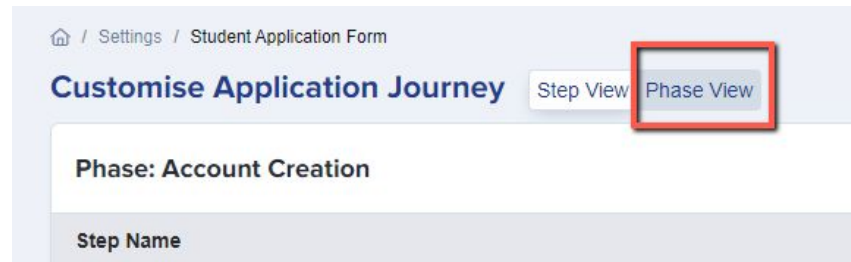 / Settings / Student Application Form
Customise Application Journey Step View Phase View
Phase: Account Creation
Step Name